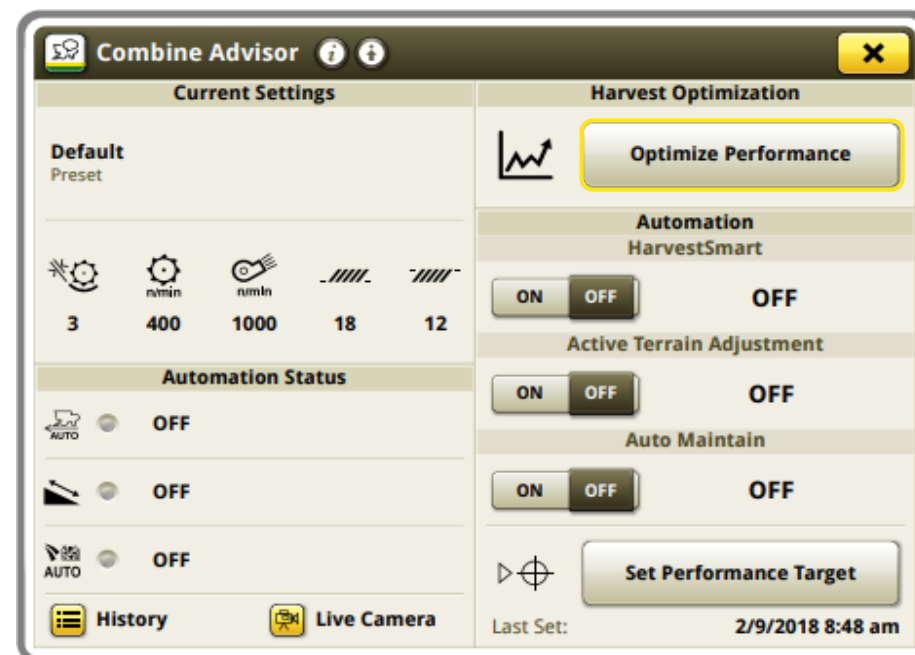 Combine Advisor
Current Settings
Default
Preset
n/min
n/min
3 400 1000 18 12
Automation Status
AUTO OFF
OFF
AUTO OFF
History Live Camera
Harvest Optimization
Optimize Performance
Automation
HarvestSmart
ON OFF OFF
Active Terrain Adjustment
ON OFF OFF
Auto Maintain
ON OFF OFF
Set Performance Target
Last Set: 2/9/2018 8:48 am